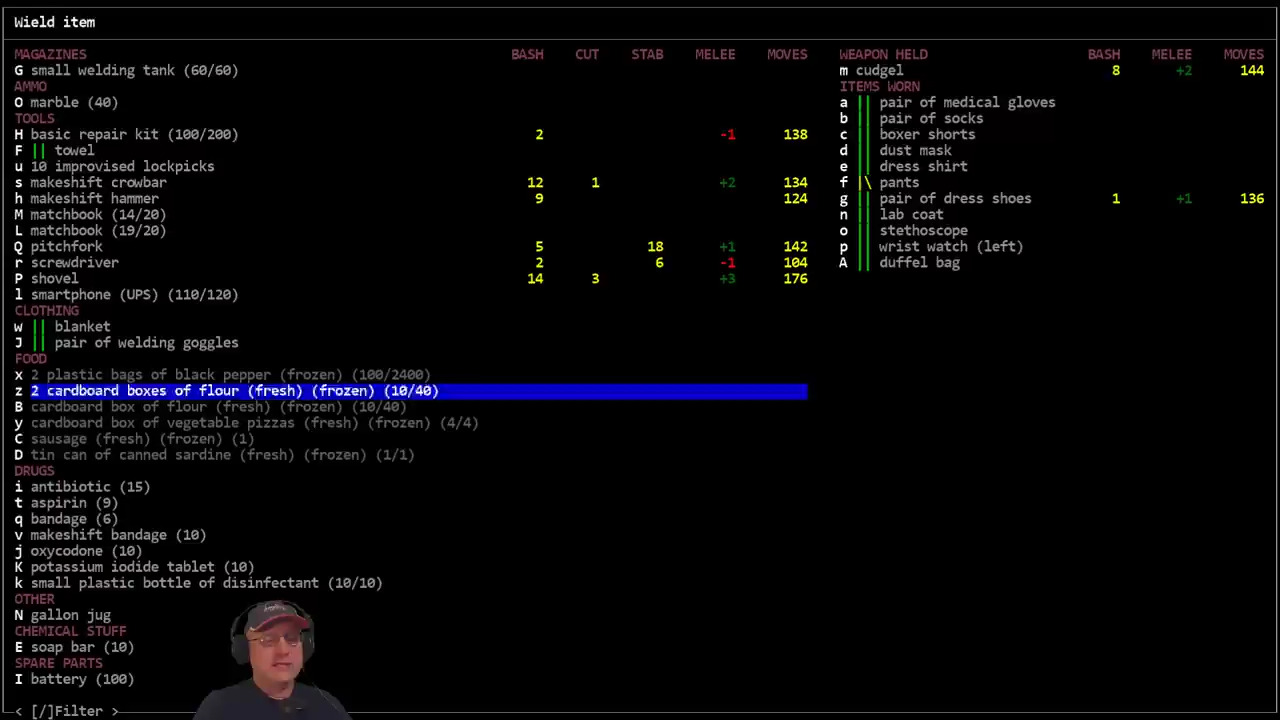 Wield item
MAGAZINES BASH CUT STAB MELEE MOVES WEAPON HELD BASH MELEE MOVES
G small welding tank (60/60) m cudgel 8 +2 144
AMMO ITEMS WORN
O marble (40) a || pair of medical gloves
TOOLS b || pair of socks
H basic repair kit (100/200) 2 -1 138 c || boxer shorts
F || towel d || dust mask
u 10 improvised lockpicks e || dress shirt
s makeshift crowbar 12 1 +2 134 f |\ pants
h makeshift hammer 9 124 g || pair of dress shoes 1 +1 136
M matchbook (14/20) n || lab coat
L matchbook (19/20) o || stethoscope
Q pitchfork 5 18 +1 142 p || wrist watch (left)
r screwdriver 2 6 -1 104 A || duffel bag
P shovel 14 3 +3 176
l smartphone (UPS) (110/120)
CLOTHING
w || blanket
J || pair of welding goggles
FOOD
x 2 plastic bags of black pepper (frozen) (100/2400)
z 2 cardboard boxes of flour (fresh) (frozen) (10/40)
B cardboard box of flour (fresh) (frozen) (10/40)
y cardboard box of vegetable pizzas (fresh) (frozen) (4/4)
C sausage (fresh) (frozen) (1)
D tin can of canned sardine (fresh) (frozen) (1/1)
DRUGS
i antibiotic (15)
t aspirin (9)
q bandage (6)
v makeshift bandage (10)
j oxycodone (10)
K potassium iodide tablet (10)
k small plastic bottle of disinfectant (10/10)
OTHER
N gallon jug
CHEMICAL STUFF
E soap bar (10)
SPARE PARTS
I battery (100)
< [/]Filter >